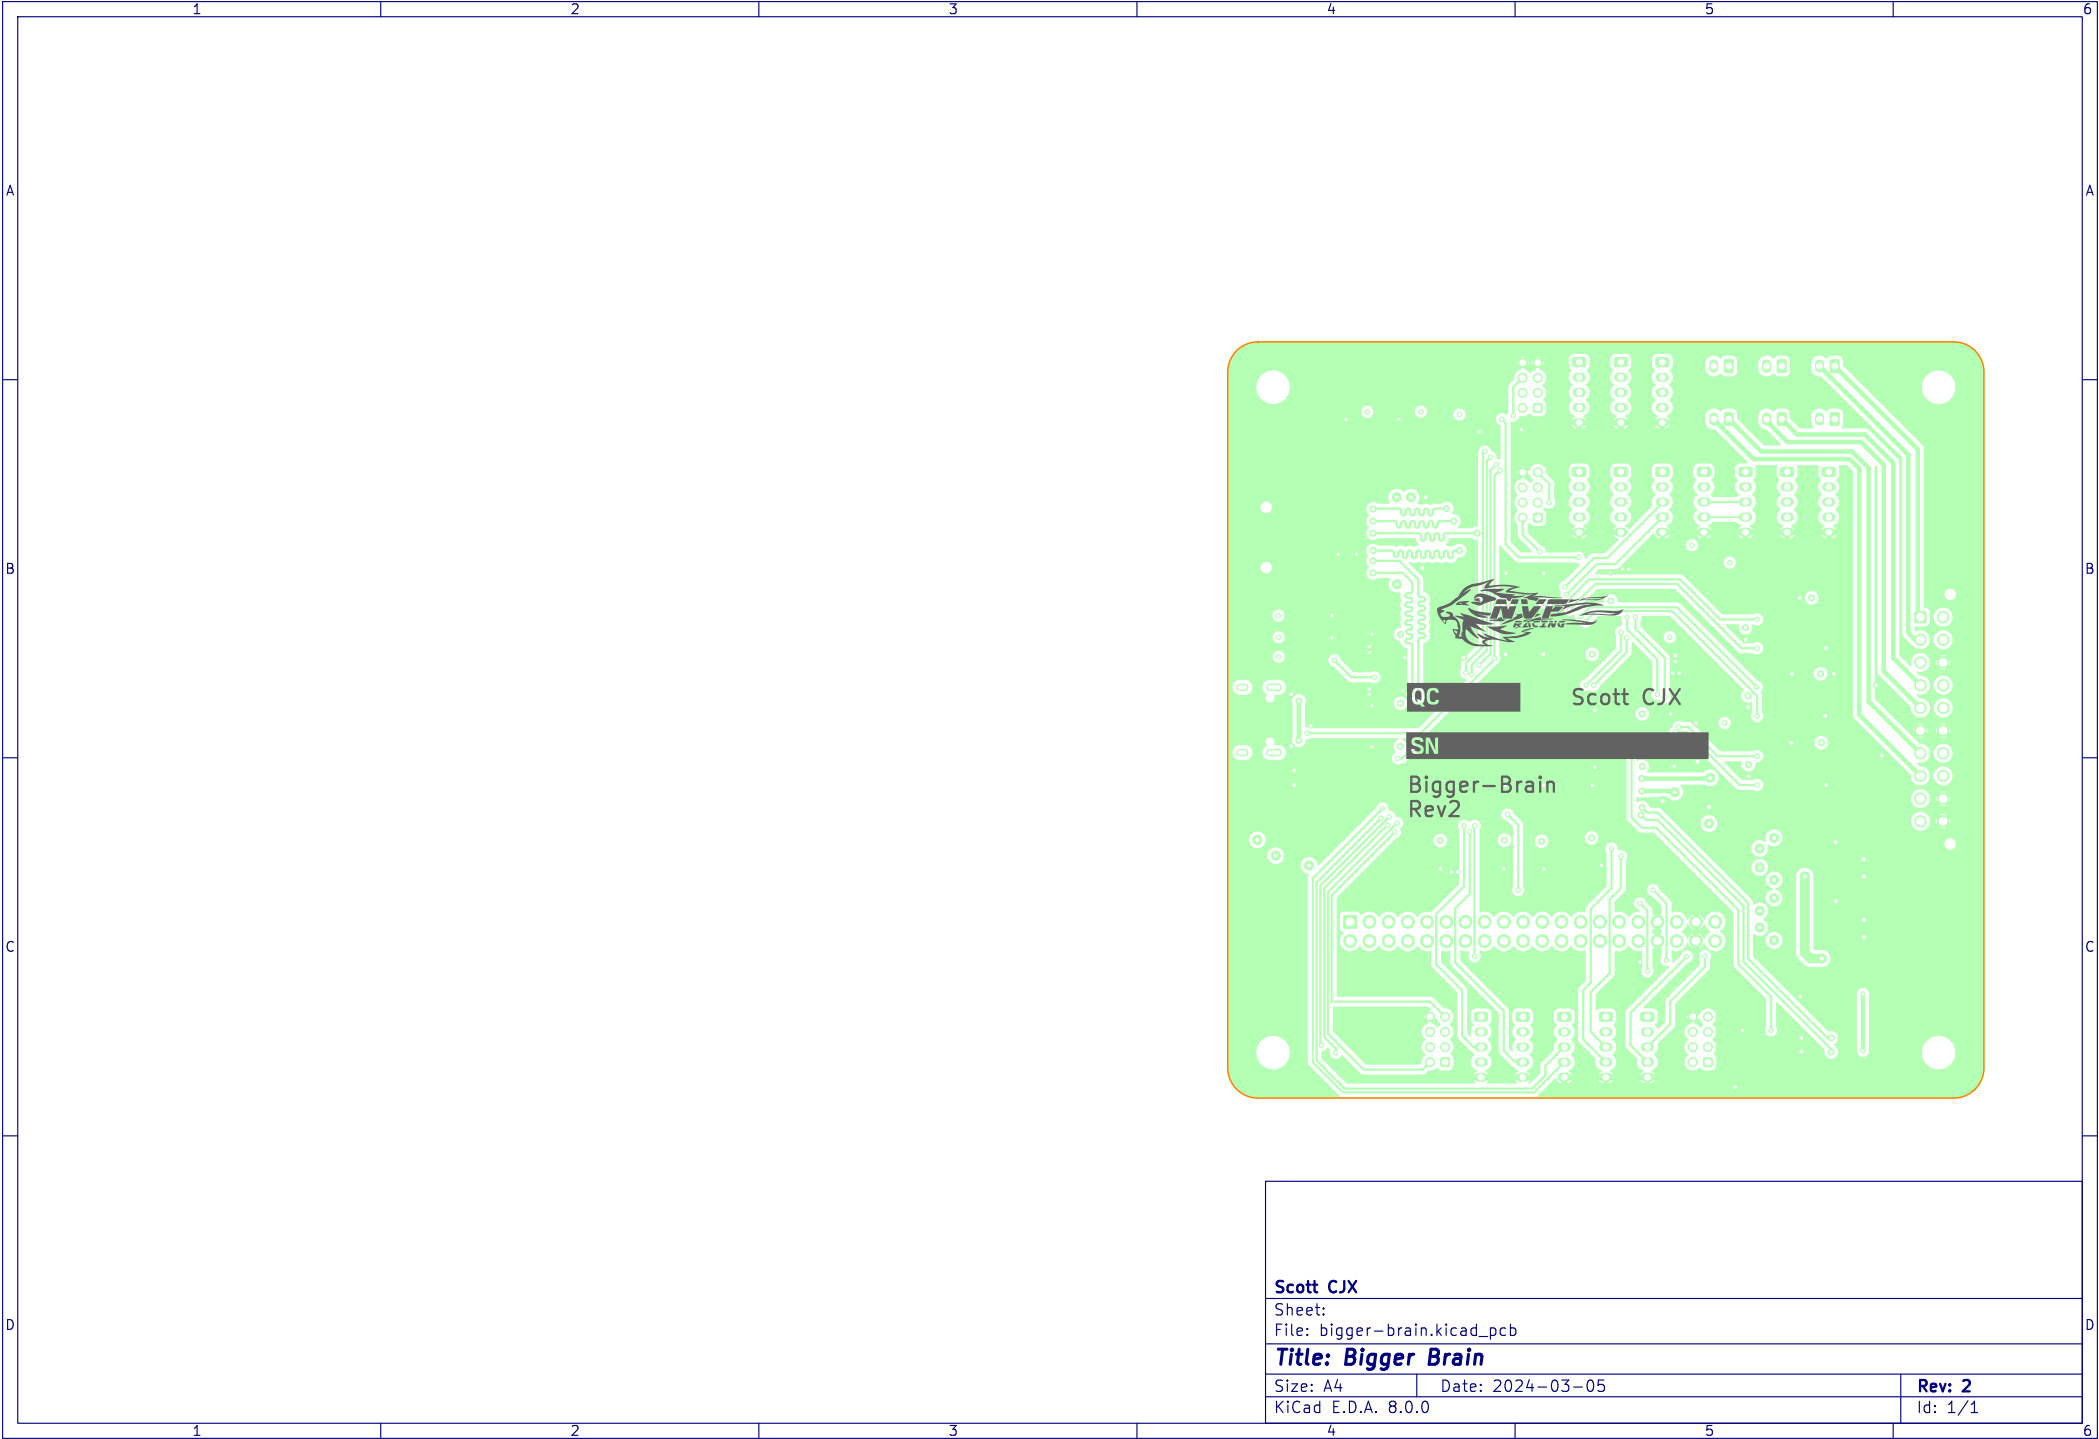 1 2 3 4 5 6
A A
B B
NVF
RACING
QC Scott CJX
SN
Bigger-Brain
Rev2
C C
Scott CJX
Sheet:
File: bigger-brain.kicad_pcb
D D
Title: Bigger Brain
Size: A4 Date: 2024-03-05 Rev: 2
KiCad E.D.A. 8.0.0 Id: 1/1
1 2 3 4 5 6